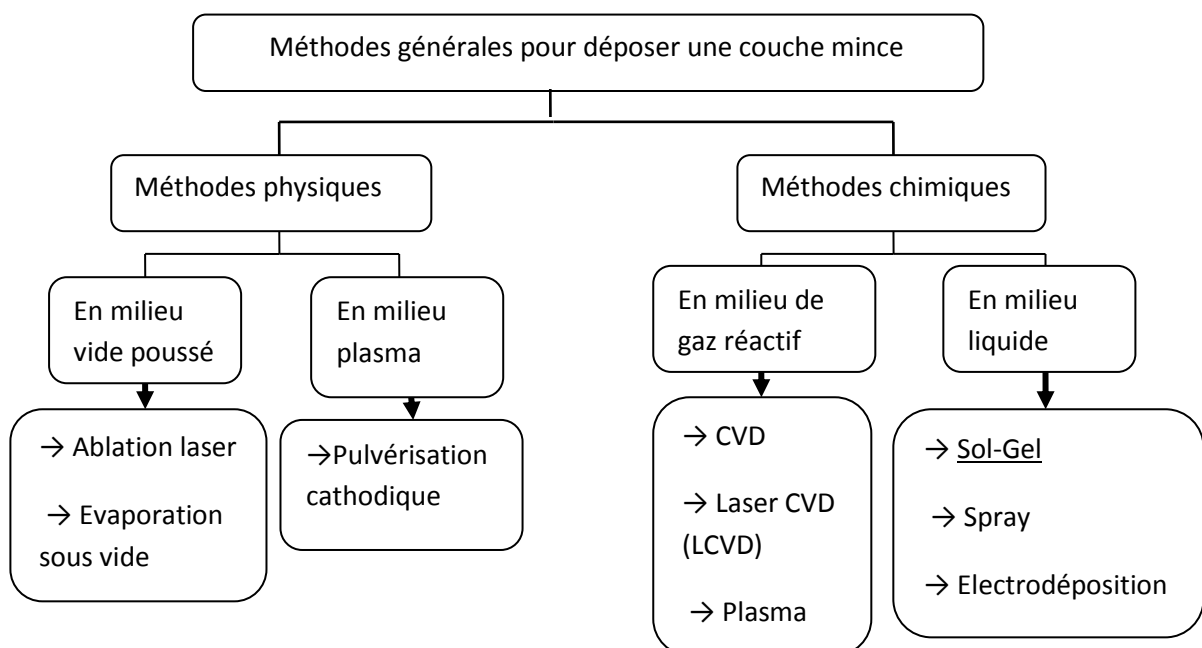 Méthodes générales pour déposer une couche mince
Méthodes physiques
Méthodes chimiques
En milieu
vide poussé
En milieu
plasma
En milieu de
gaz réactif
En milieu
liquide
→ Ablation laser
→ Evaporation
sous vide
→Pulvérisation
cathodique
→ CVD
→ Laser CVD
(LCVD)
→ Plasma
→ Sol-Gel
→ Spray
→ Electrodéposition